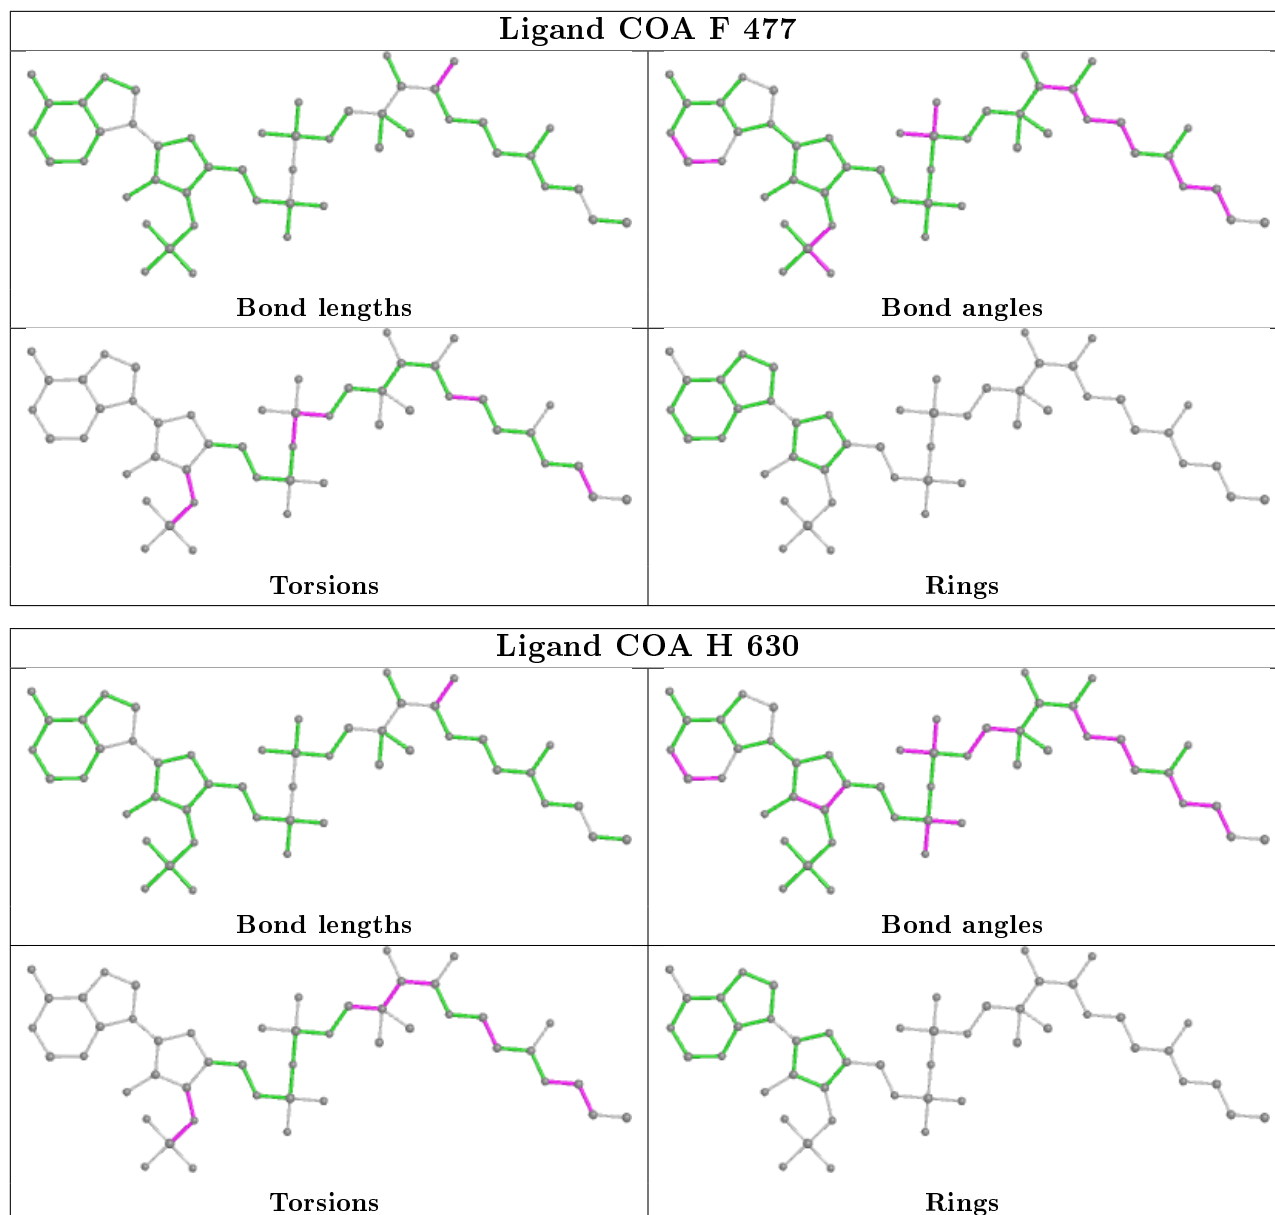 Ligand COA F 477
Bond lengths
Bond angles
Torsions
Rings
Ligand COA H 630
Bond lengths
Bond angles
Torsions
Rings